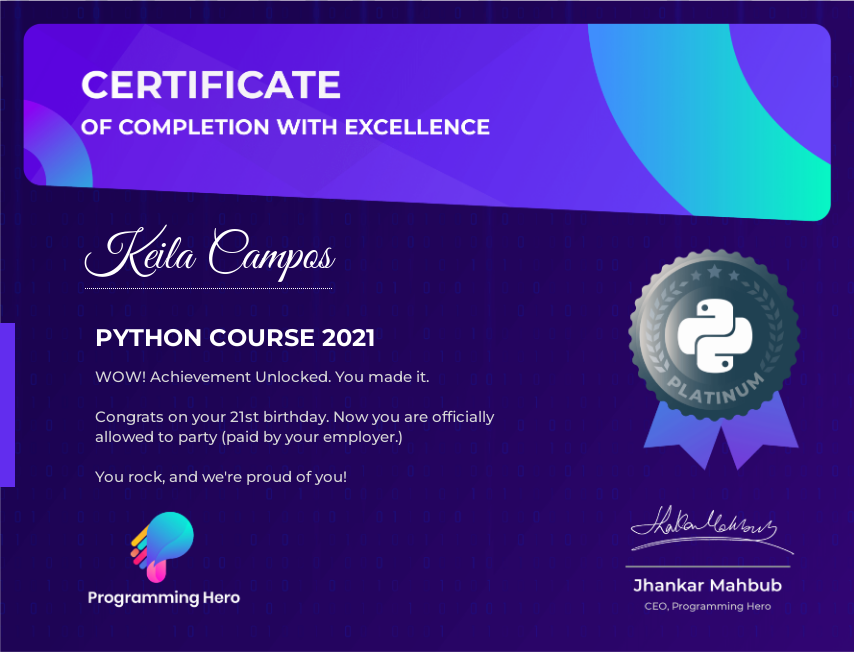 CERTIFICATE
OF COMPLETION WITH EXCELLENCE
Keila Campos
PYTHON COURSE 2021
WOW! Achievement Unlocked. You made it.
Congrats on your 21st birthday. Now you are officially
allowed to party (paid by your employer.)
You rock, and we're proud of you!
PLATINUM
Programming Hero
Jhankar Mahbub
Jhankar Mahbub
CEO, Programming Hero